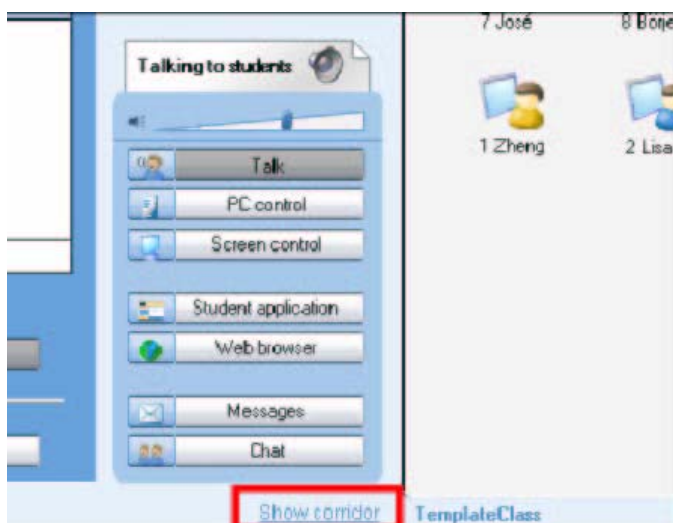 7 José
8 Börje
Talking to students
1 Zheng
2 Lisa
Talk
PC control
Screen control
Student application
Web browser
Messages
Chat
Show corridor
TemplateClass